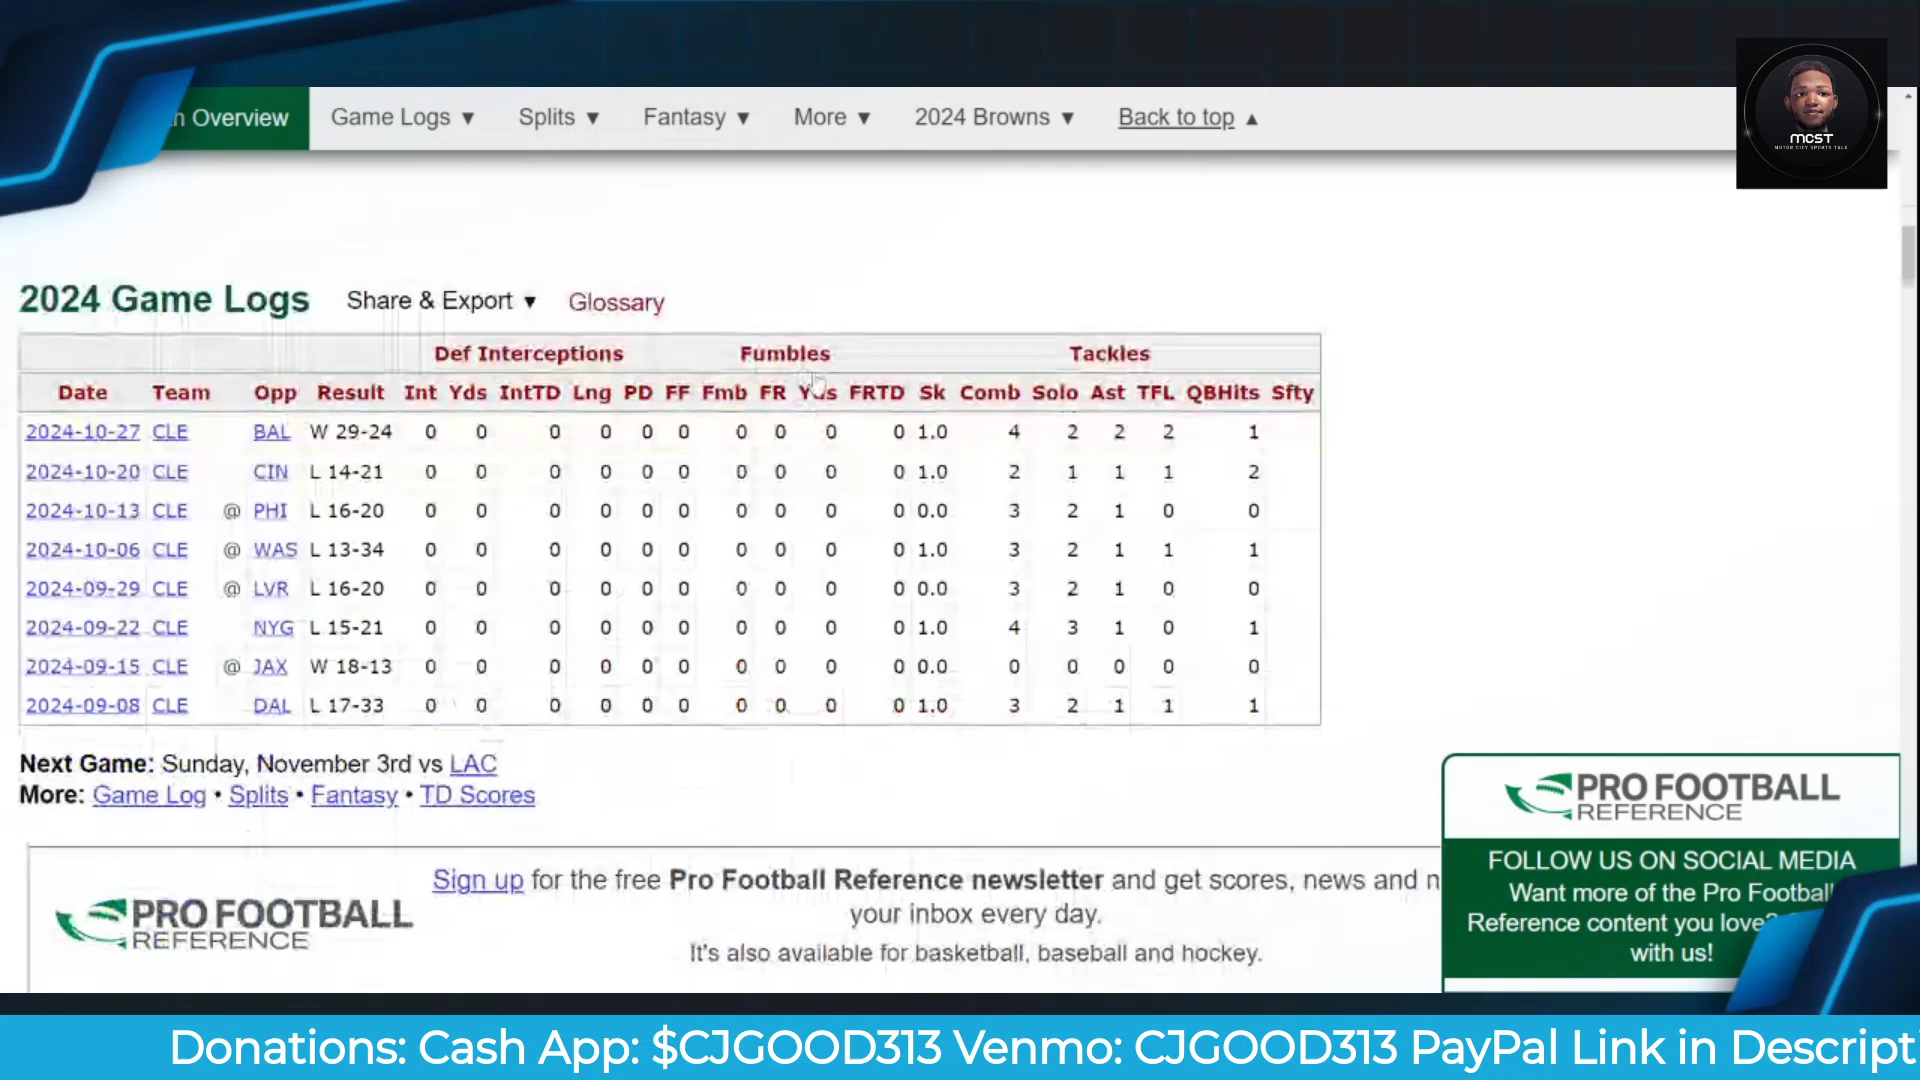 n Overview Game Logs ▼ Splits ▼ Fantasy ▼ More ▼ 2024 Browns ▼ Back to top ▲
MCST
MOTOR CITY SPORTS TALK
2024 Game Logs Share & Export ▼ Glossary
Def Interceptions Fumbles Tackles
Date Team Opp Result Int Yds IntTD Lng PD FF Fmb FR Yds FRTD Sk Comb Solo Ast TFL QBHits Sfty
2024-10-27 CLE BAL W 29-24 0 0 0 0 0 0 0 0 0 0 1.0 4 2 2 2 1
2024-10-20 CLE CIN L 14-21 0 0 0 0 0 0 0 0 0 0 1.0 2 1 1 1 2
2024-10-13 CLE @ PHI L 16-20 0 0 0 0 0 0 0 0 0 0 0.0 3 2 1 0 0
2024-10-06 CLE @ WAS L 13-34 0 0 0 0 0 0 0 0 0 0 1.0 3 2 1 1 1
2024-09-29 CLE @ LVR L 16-20 0 0 0 0 0 0 0 0 0 0 0.0 3 2 1 0 0
2024-09-22 CLE NYG L 15-21 0 0 0 0 0 0 0 0 0 0 1.0 4 3 1 0 1
2024-09-15 CLE @ JAX W 18-13 0 0 0 0 0 0 0 0 0 0 0.0 0 0 0 0 0
2024-09-08 CLE DAL L 17-33 0 0 0 0 0 0 0 0 0 0 1.0 3 2 1 1 1
Next Game: Sunday, November 3rd vs LAC
More: Game Log • Splits • Fantasy • TD Scores
PRO FOOTBALL
REFERENCE
Sign up for the free Pro Football Reference newsletter and get scores, news and n
your inbox every day.
It's also available for basketball, baseball and hockey.
PRO FOOTBALL
REFERENCE
FOLLOW US ON SOCIAL MEDIA
Want more of the Pro Football
Reference content you love?
with us!
Donations: Cash App: $CJGOOD313 Venmo: CJGOOD313 PayPal Link in Descript